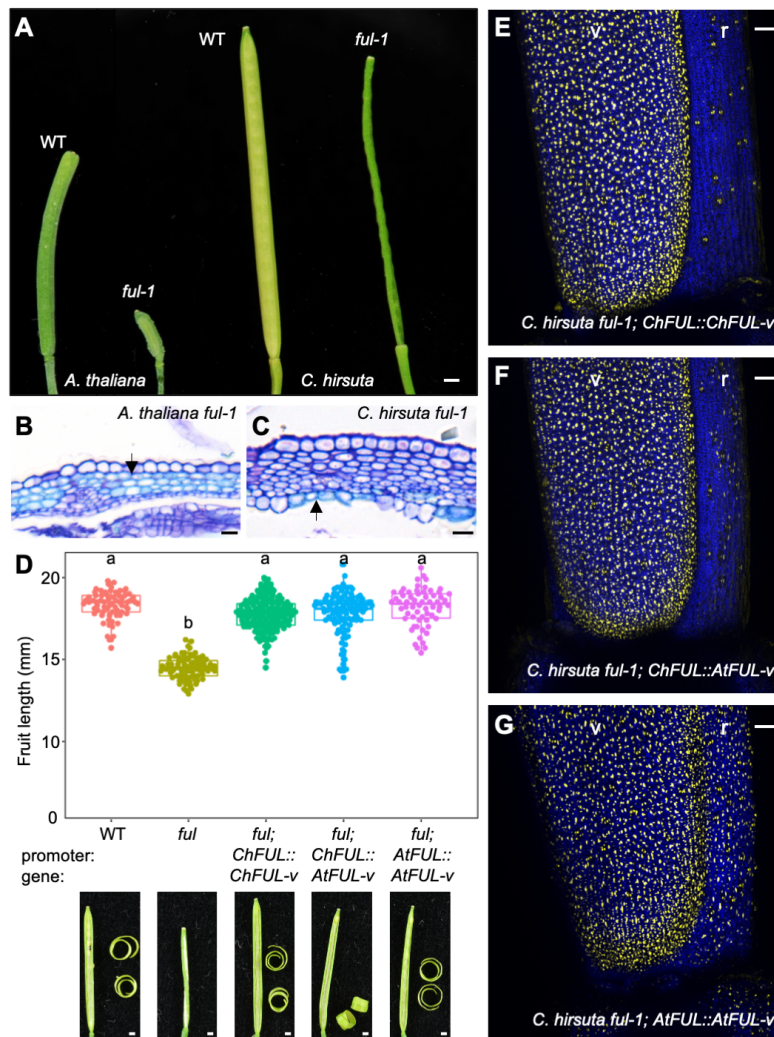 A
WT
ful-1
WT
ful-1
A. thaliana
C. hirsuta
B
A. thaliana ful-1
C
C. hirsuta ful-1
D
Fruit length (mm)
20
15
10
0
a
b
a
a
a
WT
ful
ful;
ChFUL::
ChFUL-v
ful;
ChFUL::
AtFUL-v
ful;
AtFUL::
AtFUL-v
promoter:
gene:
E
v
r
C. hirsuta ful-1; ChFUL::ChFUL-v
F
v
r
C. hirsuta ful-1; ChFUL::AtFUL-v
G
v
r
C. hirsuta ful-1; AtFUL::AtFUL-v